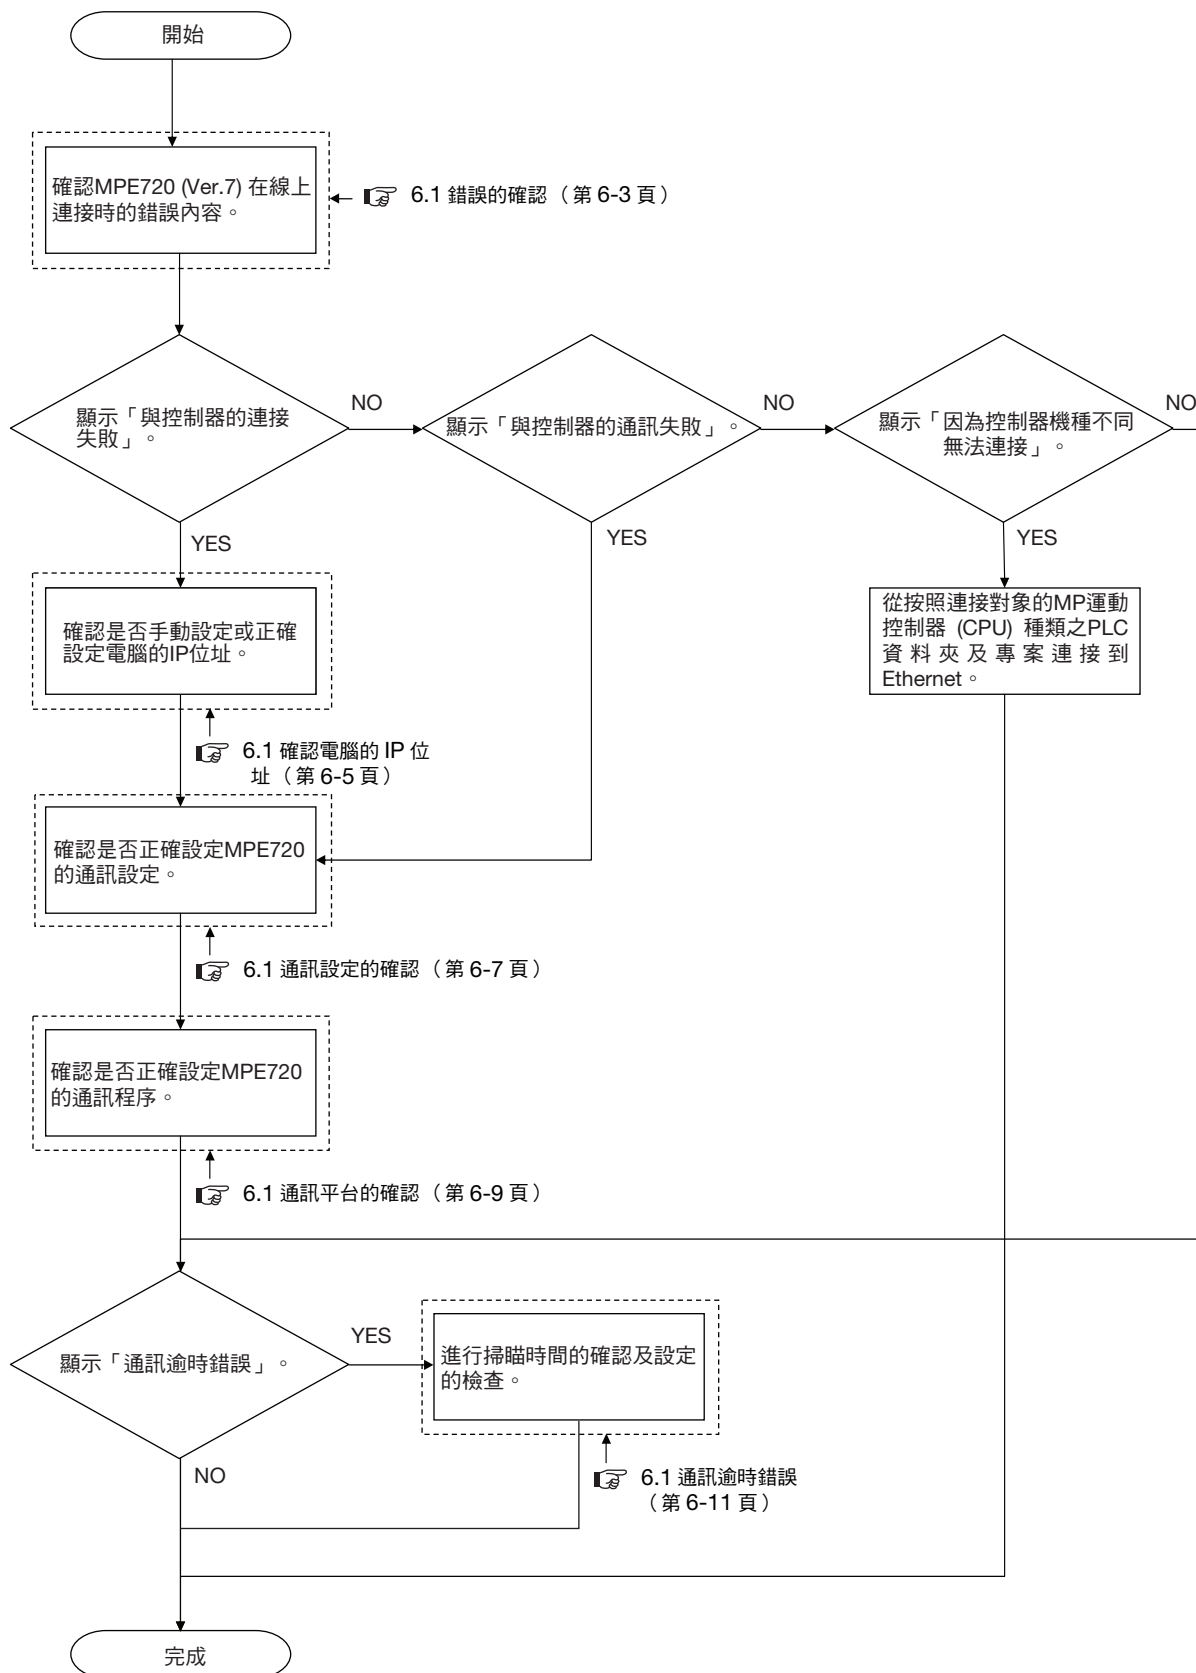 開始
確認MPE720 (Ver.7) 在線上
連接時的錯誤內容。
6.1 錯誤的確認（第 6-3 頁）
顯示「與控制器的連接
失敗」。
NO
顯示「與控制器的通訊失敗」。
NO
顯示「因為控制器機種不同
無法連接」。
NO
YES
YES
YES
確認是否手動設定或正確
設定電腦的IP位址。
從按照連接對象的MP運動
控制器 (CPU) 種類之PLC
資料夾及專案連接到
Ethernet。
6.1 確認電腦的 IP 位
址（第 6-5 頁）
確認是否正確設定MPE720
的通訊設定。
6.1 通訊設定的確認（第 6-7 頁）
確認是否正確設定MPE720
的通訊程序。
6.1 通訊平台的確認（第 6-9 頁）
顯示「通訊逾時錯誤」。
YES
進行掃瞄時間的確認及設定
的檢查。
NO
6.1 通訊逾時錯誤
（第 6-11 頁）
完成